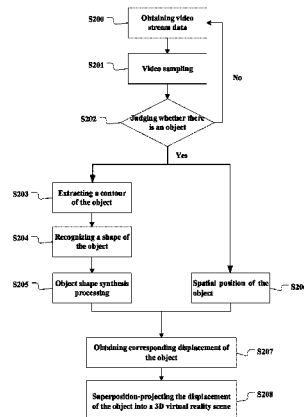 S200
Obtaining video
stream data
S201
Video sampling
No
S202
Judging whether there
is an object
Yes
S203
Extracting a contour
of the object
S204
Recognizing a shape of
the object
S205
Object shape synthesis
processing
Spatial position of the
object
S20
Obtaining corresponding displacement of
the object
S207
Superposition-projecting the displacement
of the object into a 3D virtual reality scene
S208